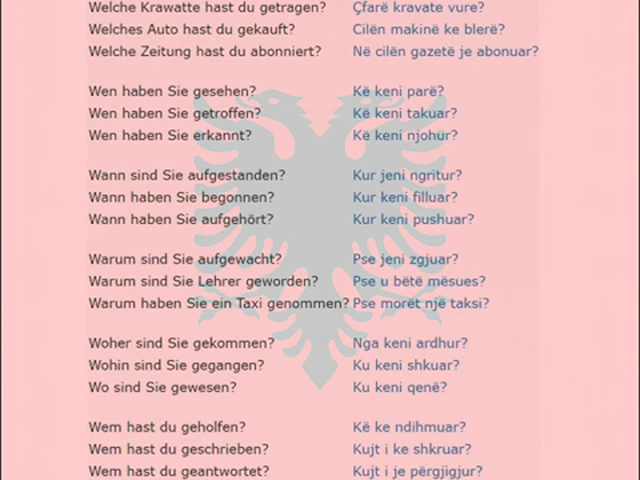 Welche Krawatte hast du getragen? Çfarë kravate vure?
Welches Auto hast du gekauft? Cilën makinë ke blerë?
Welche Zeitung hast du abonniert? Në cilën gazetë je abonuar?
Wen haben Sie gesehen? Kë keni parë?
Wen haben Sie getroffen? Kë keni takuar?
Wen haben Sie erkannt? Kë keni njohur?
Wann sind Sie aufgestanden? Kur jeni ngritur?
Wann haben Sie begonnen? Kur keni filluar?
Wann haben Sie aufgehört? Kur keni pushuar?
Warum sind Sie aufgewacht? Pse jeni zgjuar?
Warum sind Sie Lehrer geworden? Pse u bëtë mësues?
Warum haben Sie ein Taxi genommen? Pse morët një taksi?
Woher sind Sie gekommen? Nga keni ardhur?
Wohin sind Sie gegangen? Ku keni shkuar?
Wo sind Sie gewesen? Ku keni qenë?
Wem hast du geholfen? Kë ke ndihmuar?
Wem hast du geschrieben? Kujt i ke shkruar?
Wem hast du geantwortet? Kujt i je përgjigjur?